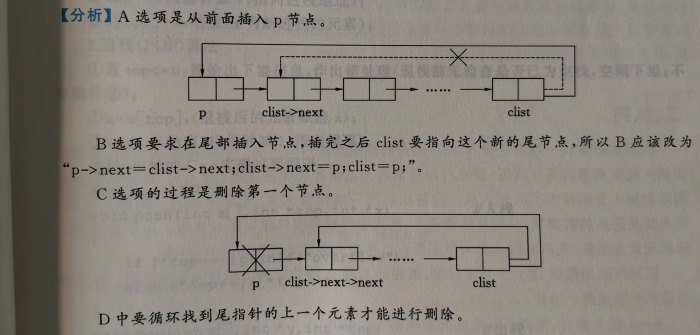 【分析】A 选项是从前面插入 p 节点。
……
p clist->next clist
B 选项要求在尾部插入节点,插完之后 clist 要指向这个新的尾节点,所以 B 应该改为
“p->next=clist->next;clist->next=p;clist=p;”。
C 选项的过程是删除第一个节点。
……
p clist->next->next clist
D 中要循环找到尾指针的上一个元素才能进行删除。